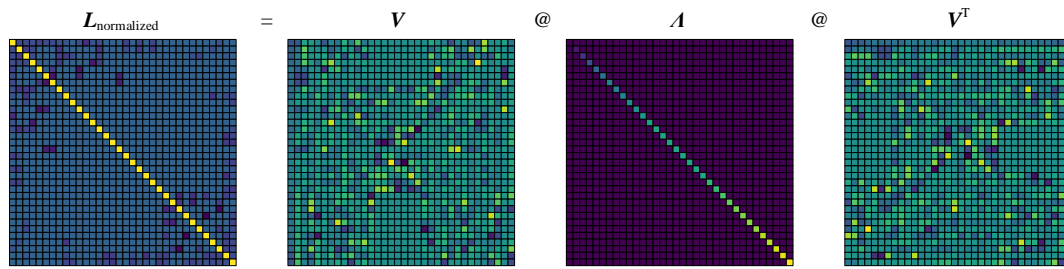 L_normalized = V @ Λ @ V^T